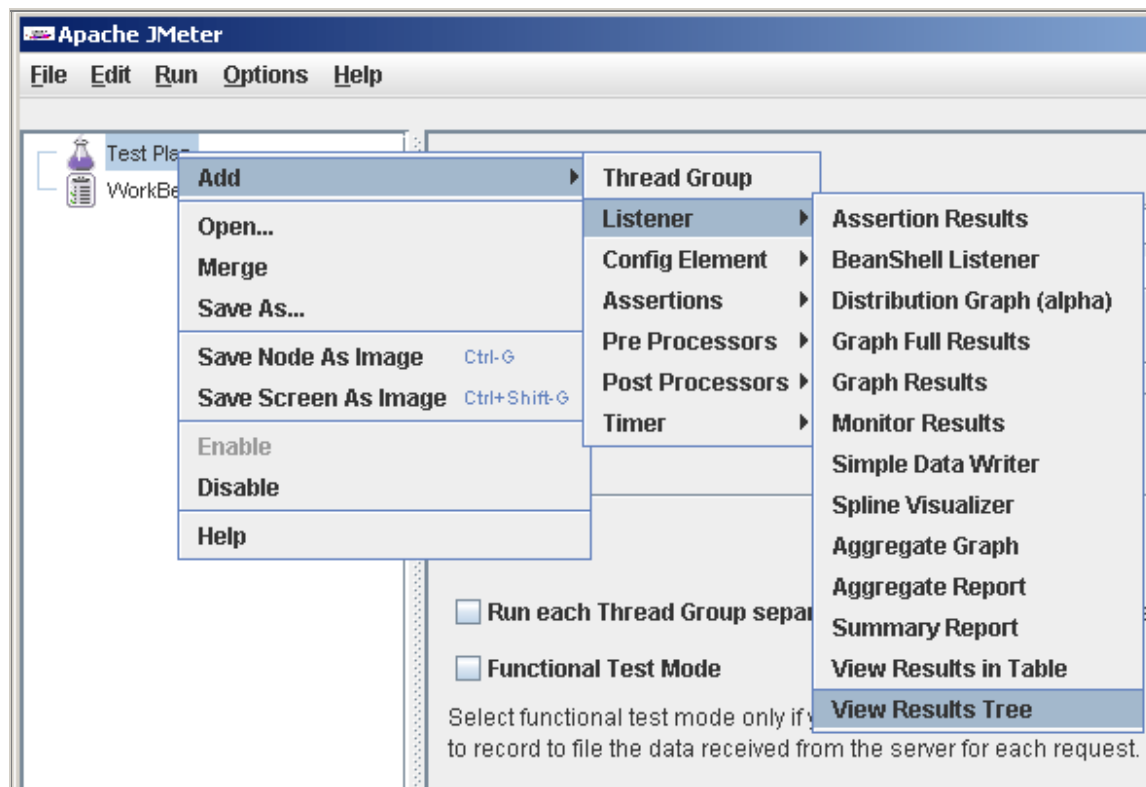 Apache JMeter
File Edit Run Options Help
Test Plan
WorkBe
Add
Open...
Merge
Save As...
Save Node As Image Ctrl-G
Save Screen As Image Ctrl+Shift-G
Enable
Disable
Help
Thread Group
Listener
Config Element
Assertions
Pre Processors
Post Processors
Timer
Assertion Results
BeanShell Listener
Distribution Graph (alpha)
Graph Full Results
Graph Results
Monitor Results
Simple Data Writer
Spline Visualizer
Aggregate Graph
Aggregate Report
Summary Report
View Results in Table
View Results Tree
Run each Thread Group separ
Functional Test Mode
Select functional test mode only if
to record to file the data received from the server for each request.